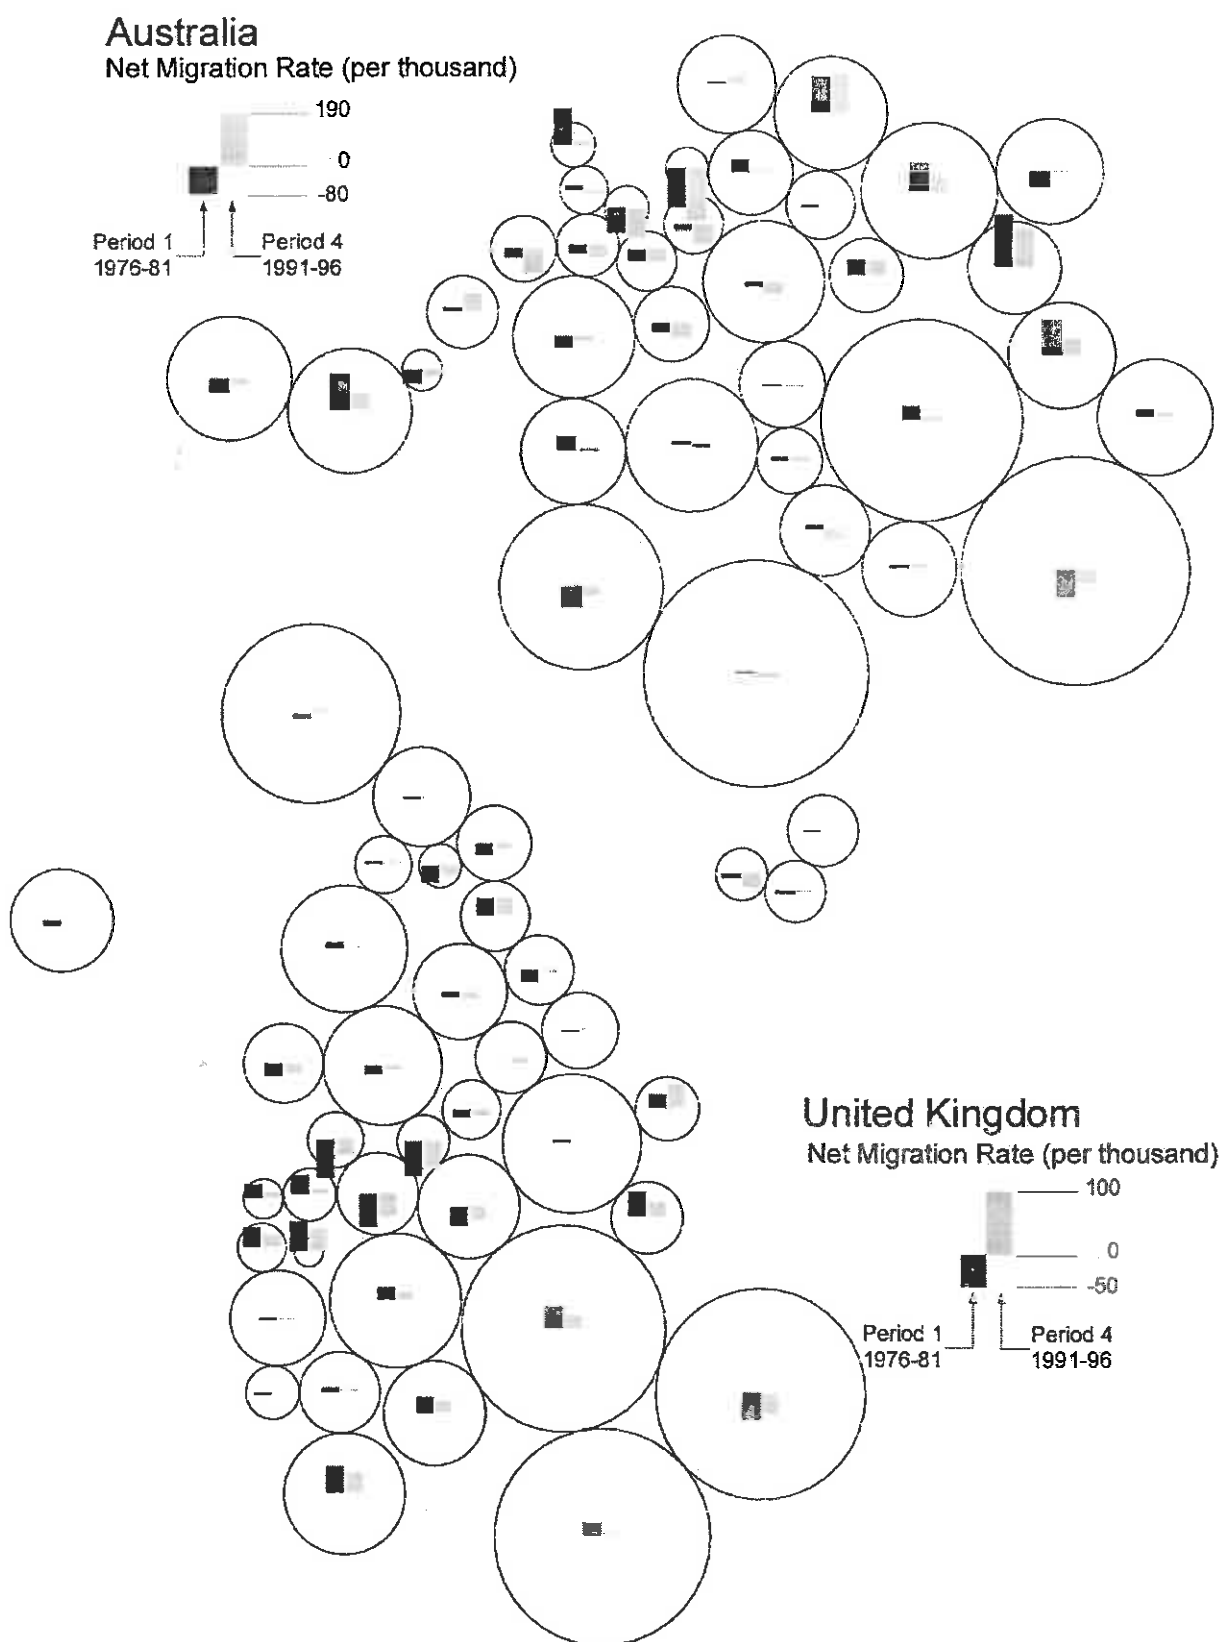 Australia
Net Migration Rate (per thousand)
190
0
-80
Period 1 Period 4
1976-81 1991-96
United Kingdom
Net Migration Rate (per thousand)
100
0
-50
Period 1 Period 4
1976-81 1991-96